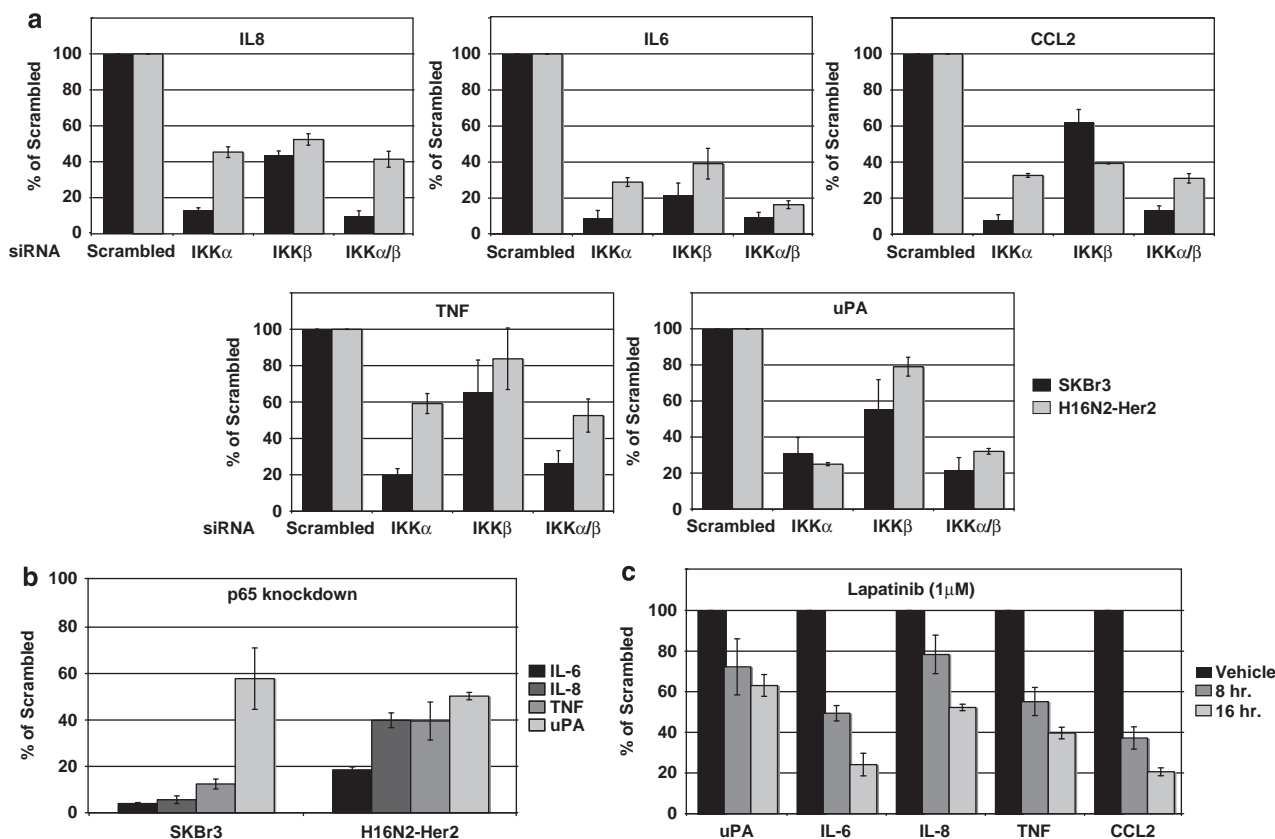 a
IL8
% of Scrambled
100
80
60
40
20
0
siRNA
Scrambled IKKα IKKβ IKKα/β
IL6
% of Scrambled
100
80
60
40
20
0
Scrambled IKKα IKKβ IKKα/β
CCL2
% of Scrambled
100
80
60
40
20
0
Scrambled IKKα IKKβ IKKα/β
TNF
% of Scrambled
100
80
60
40
20
0
siRNA
Scrambled IKKα IKKβ IKKα/β
uPA
% of Scrambled
100
80
60
40
20
0
Scrambled IKKα IKKβ IKKα/β
SKBr3
H16N2-Her2
b
p65 knockdown
% of Scrambled
100
80
60
40
20
0
SKBr3 H16N2-Her2
IL-6
IL-8
TNF
uPA
c
Lapatinib (1μM)
% of Scrambled
100
80
60
40
20
0
uPA IL-6 IL-8 TNF CCL2
Vehicle
8 hr.
16 hr.